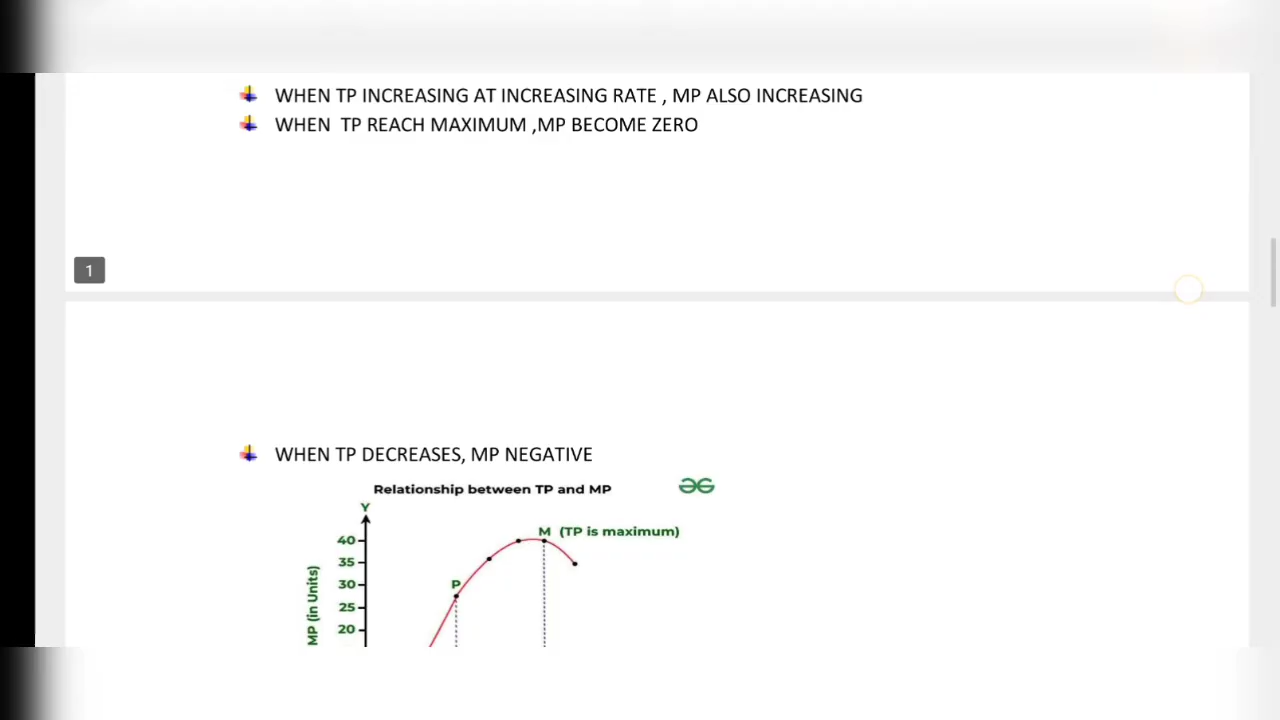 WHEN TP INCREASING AT INCREASING RATE , MP ALSO INCREASING
WHEN TP REACH MAXIMUM ,MP BECOME ZERO
1
WHEN TP DECREASES, MP NEGATIVE
Relationship between TP and MP
Y
M (TP is maximum)
40
35
P
30
25
20
MP (in Units)